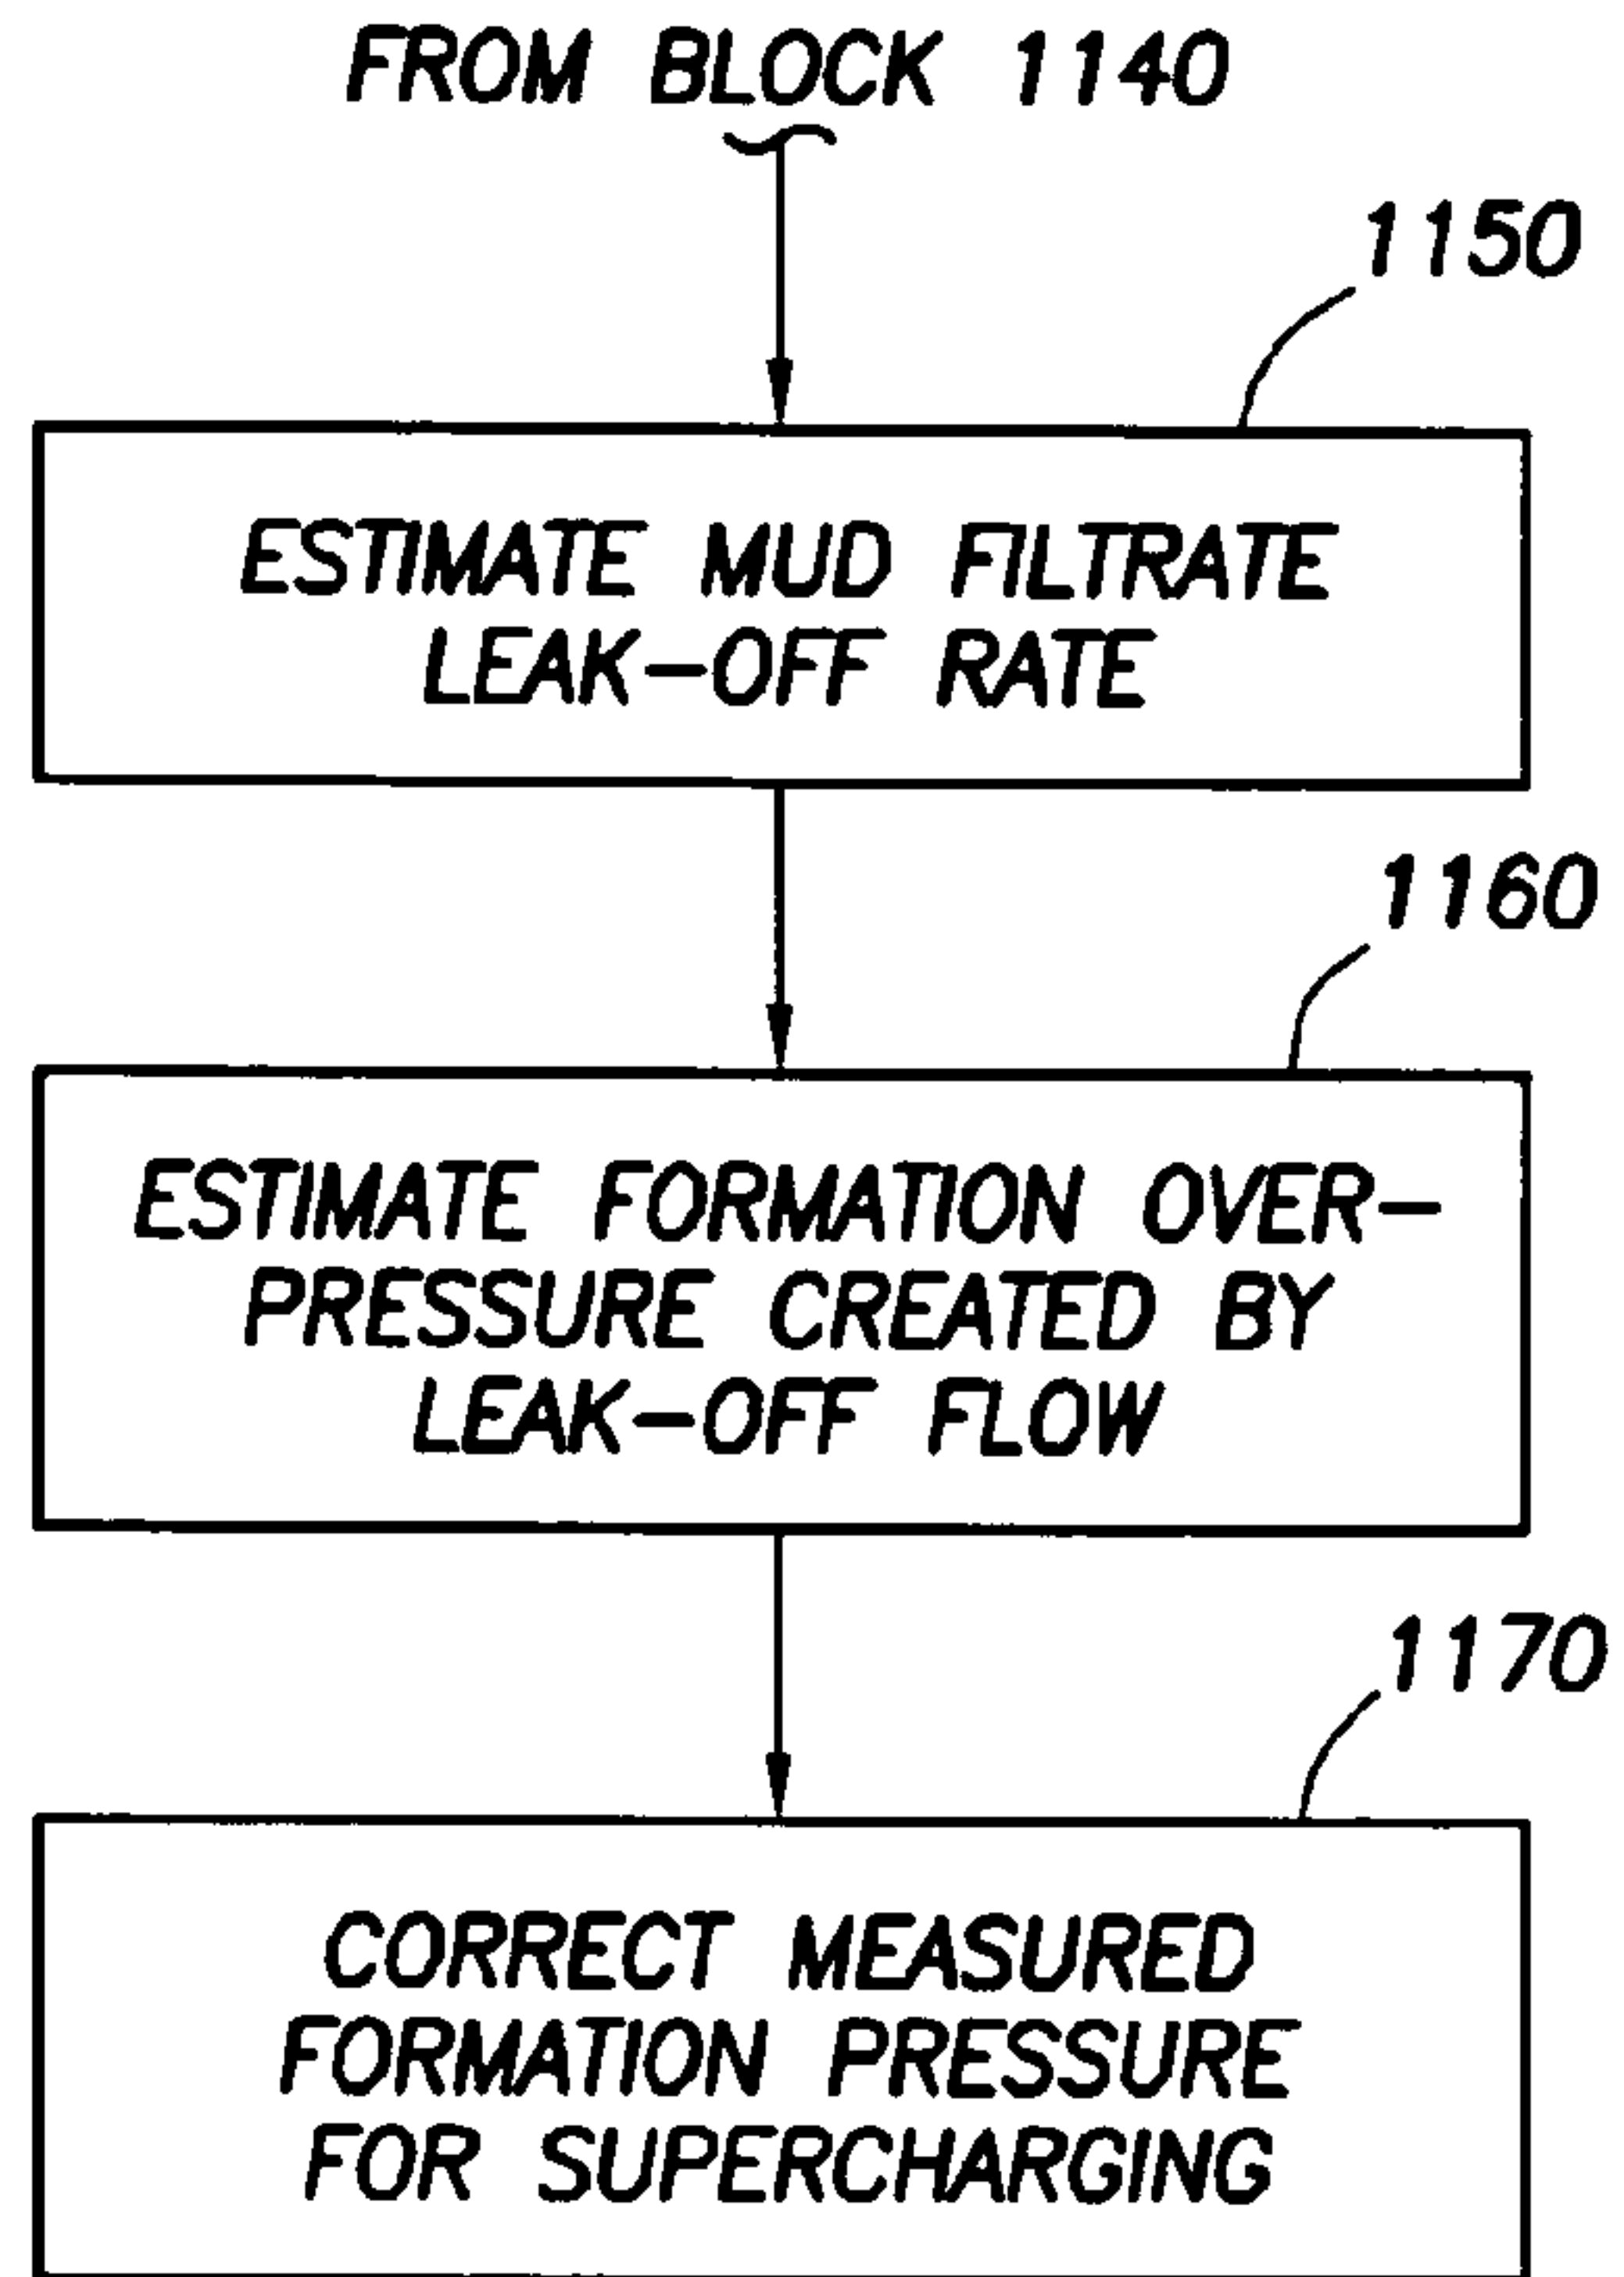 FROM BLOCK 1140
1150
ESTIMATE MUD FILTRATE
LEAK-OFF RATE
1160
ESTIMATE FORMATION OVER-
PRESSURE CREATED BY
LEAK-OFF FLOW
1170
CORRECT MEASURED
FORMATION PRESSURE
FOR SUPERCHARGING